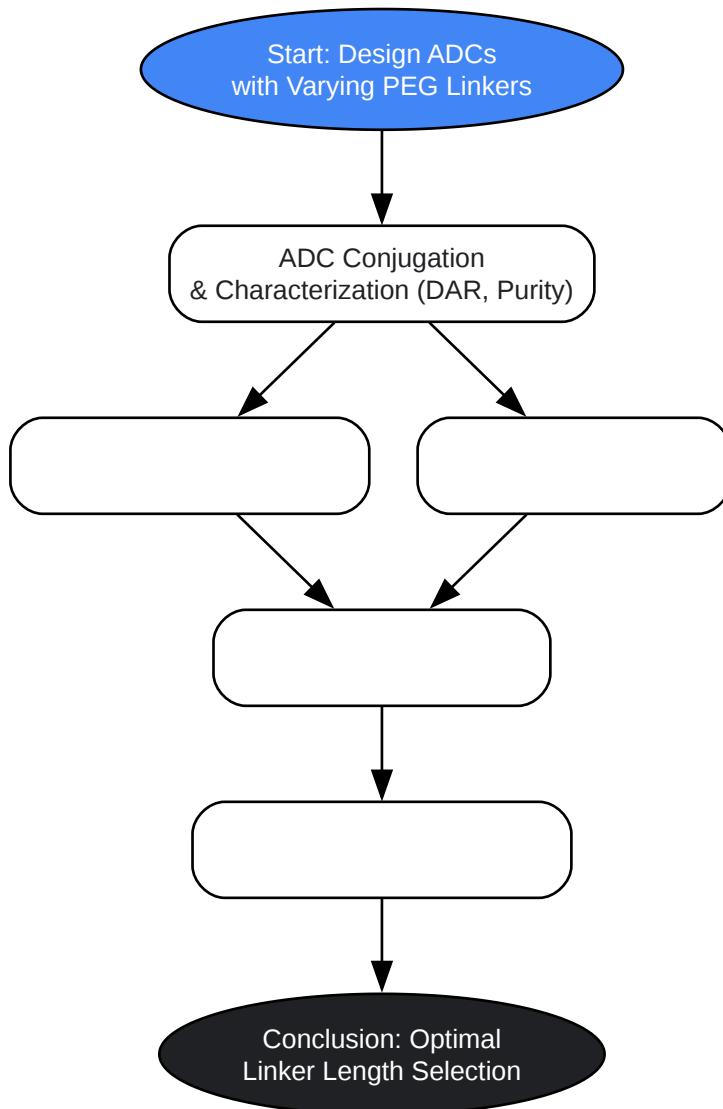 Start: Design ADCs
with Varying PEG Linkers
ADC Conjugation
& Characterization (DAR, Purity)
Conclusion: Optimal
Linker Length Selection